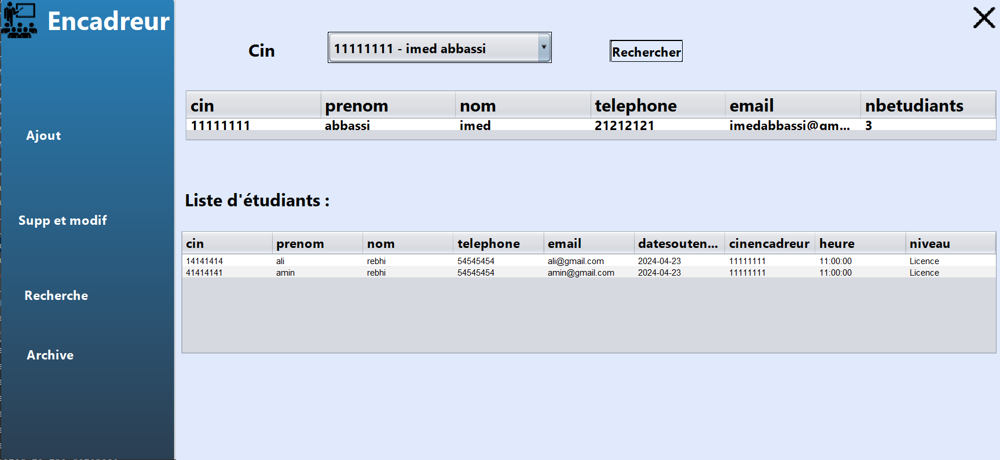 Encadreur
Cin 11111111 - imed abbassi Rechercher
cin prenom nom telephone email nbetudiants
11111111 abbassi imed 21212121 imedabbassi@gm... 3
Ajout
Liste d'étudiants :
Supp et modif
cin prenom nom telephone email datesouten... cinencadreur heure niveau
14141414 ali rebhi 54545454 ali@gmail.com 2024-04-23 11111111 11:00:00 Licence
41414141 amin rebhi 54545454 amin@gmail.com 2024-04-23 11111111 11:00:00 Licence
Recherche
Archive